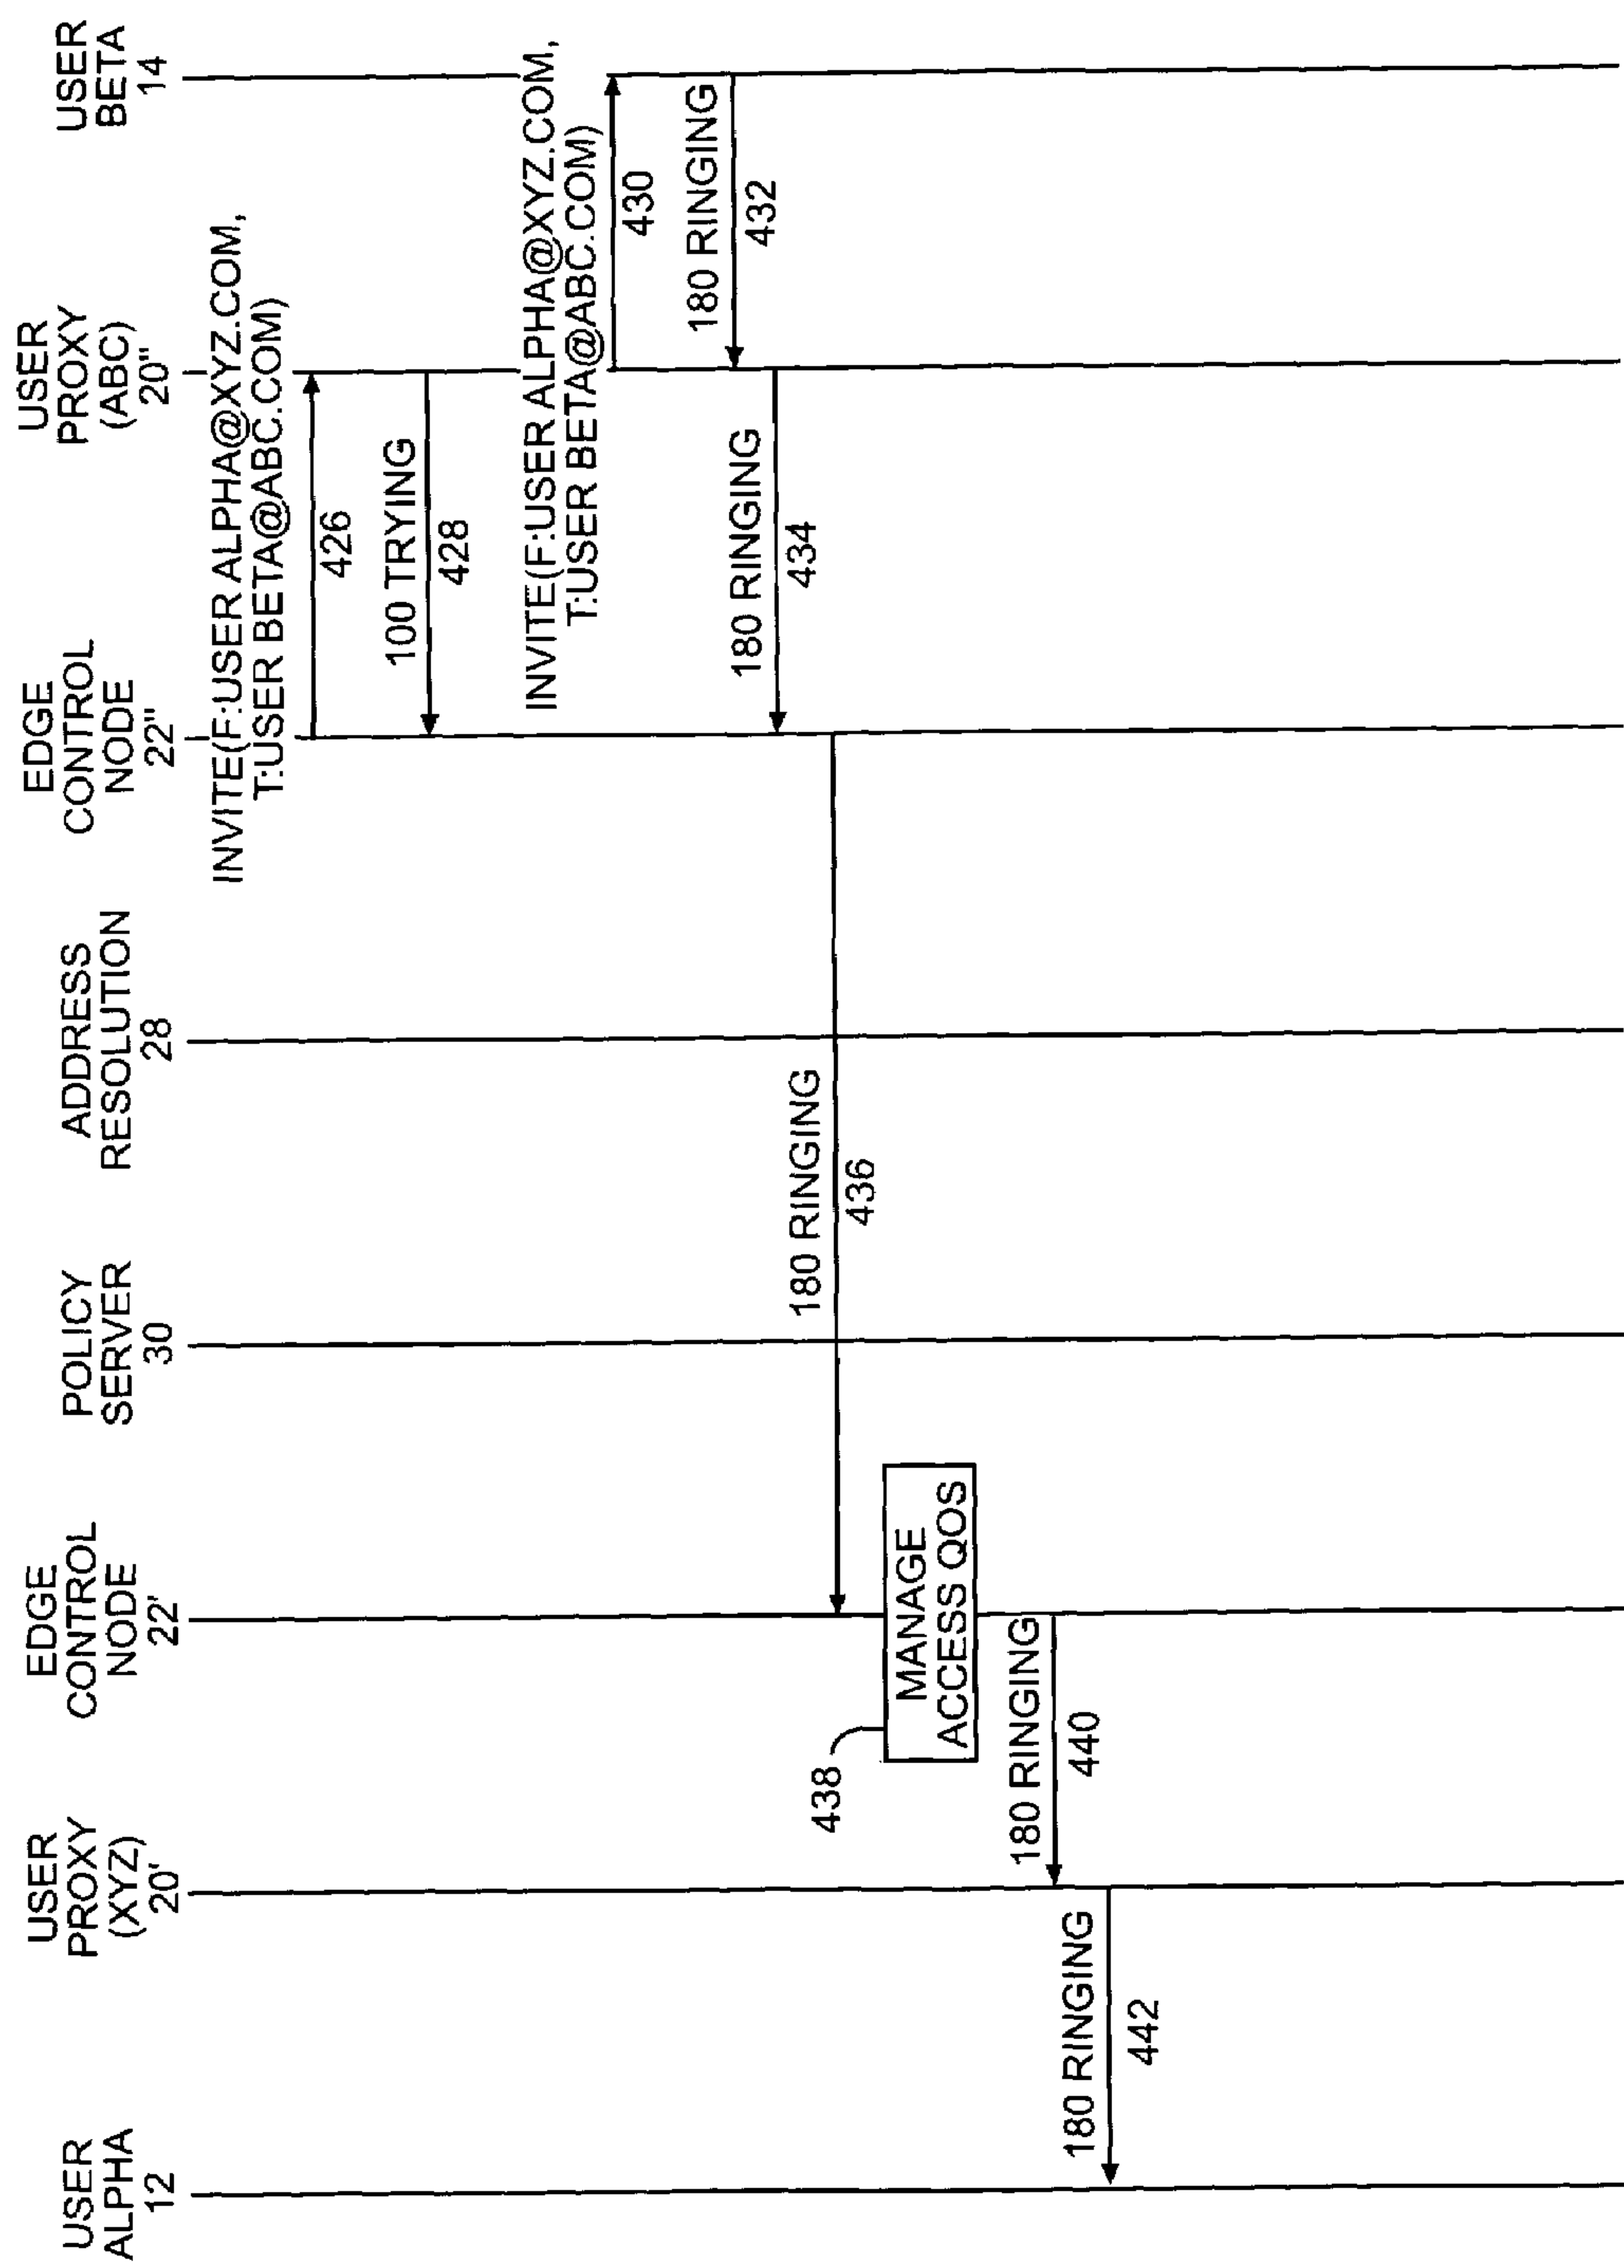 USER
ALPHA
12
USER
PROXY
(XYZ)
20'
EDGE
CONTROL
NODE
22'
POLICY
SERVER
30
ADDRESS
RESOLUTION
28
EDGE
CONTROL
NODE
22"
USER
PROXY
(ABC)
20"
USER
BETA
14
INVITE(F:USER ALPHA@XYZ.COM,
T:USER BETA@ABC.COM)
426
100 TRYING
428
INVITE(F:USER ALPHA@XYZ.COM,
T:USER BETA@ABC.COM)
430
180 RINGING
432
180 RINGING
434
180 RINGING
436
438
MANAGE
ACCESS QOS
180 RINGING
440
180 RINGING
442